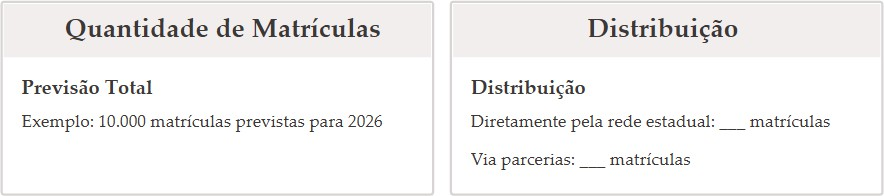 Quantidade de Matrículas
Previsão Total
Exemplo: 10.000 matrículas previstas para 2026
Distribuição
Distribuição
Diretamente pela rede estadual: ___ matrículas
Via parcerias: ___ matrículas